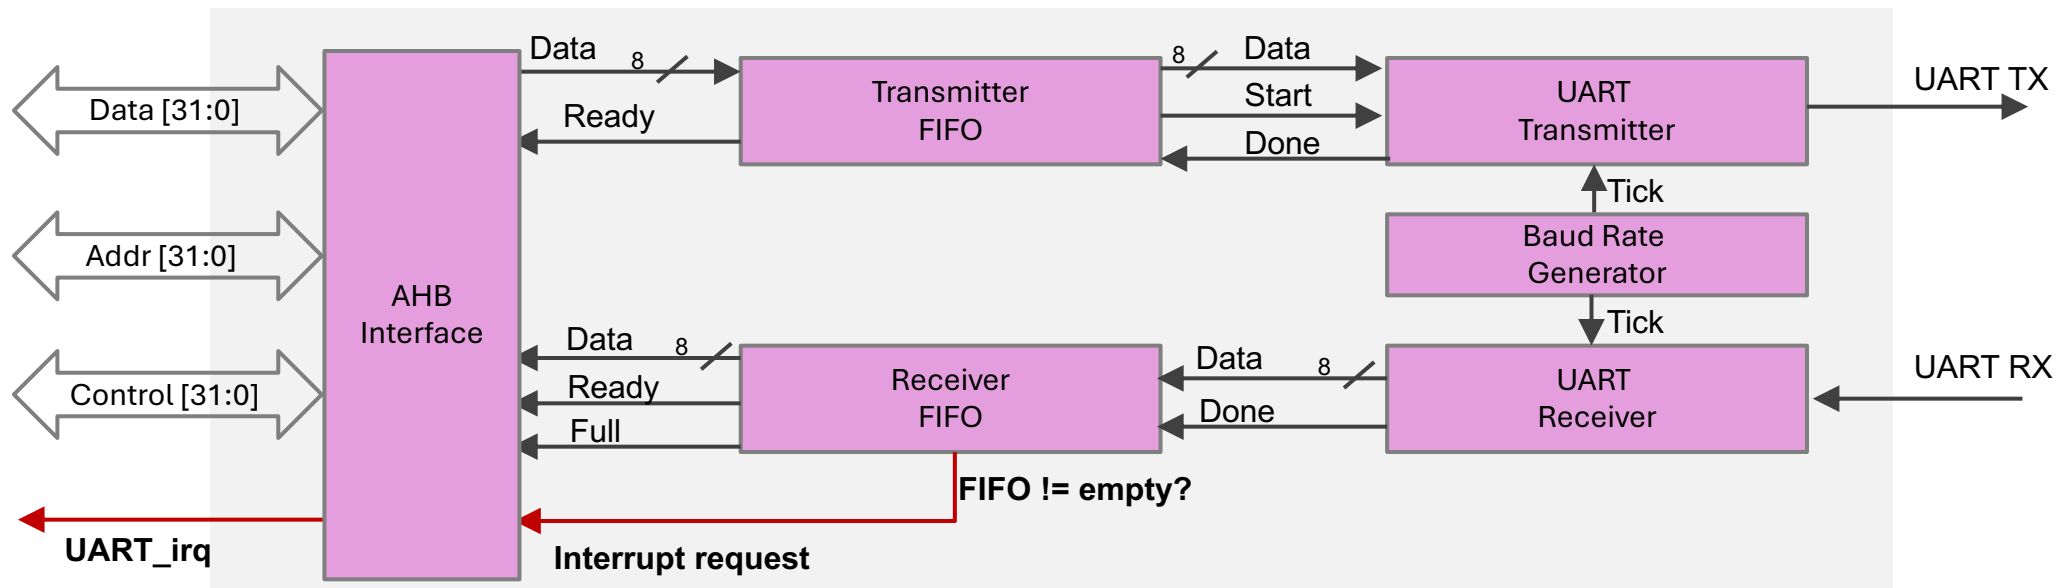 Data
8
8
Data
UART TX
Data [31:0]
Transmitter
FIFO
UART
Transmitter
Ready
Start
Done
Tick
Addr [31:0]
Baud Rate
Generator
AHB
Interface
Tick
Data
8
Data
8
UART RX
Control [31:0]
Ready
Receiver
FIFO
UART
Receiver
Full
Done
FIFO != empty?
UART_irq
Interrupt request